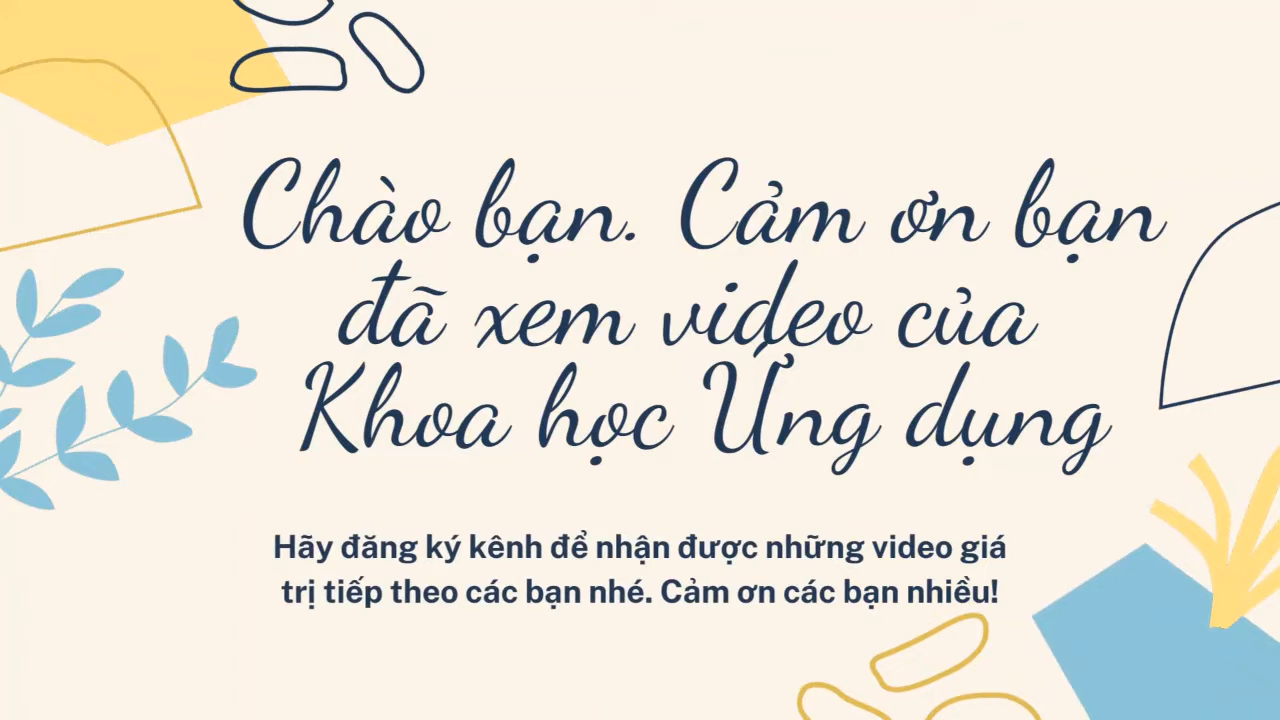 Chào bạn. Cảm ơn bạn
đã xem video của
Khoa học Ứng dụng
Hãy đăng ký kênh để nhận được những video giá
trị tiếp theo các bạn nhé. Cảm ơn các bạn nhiều!